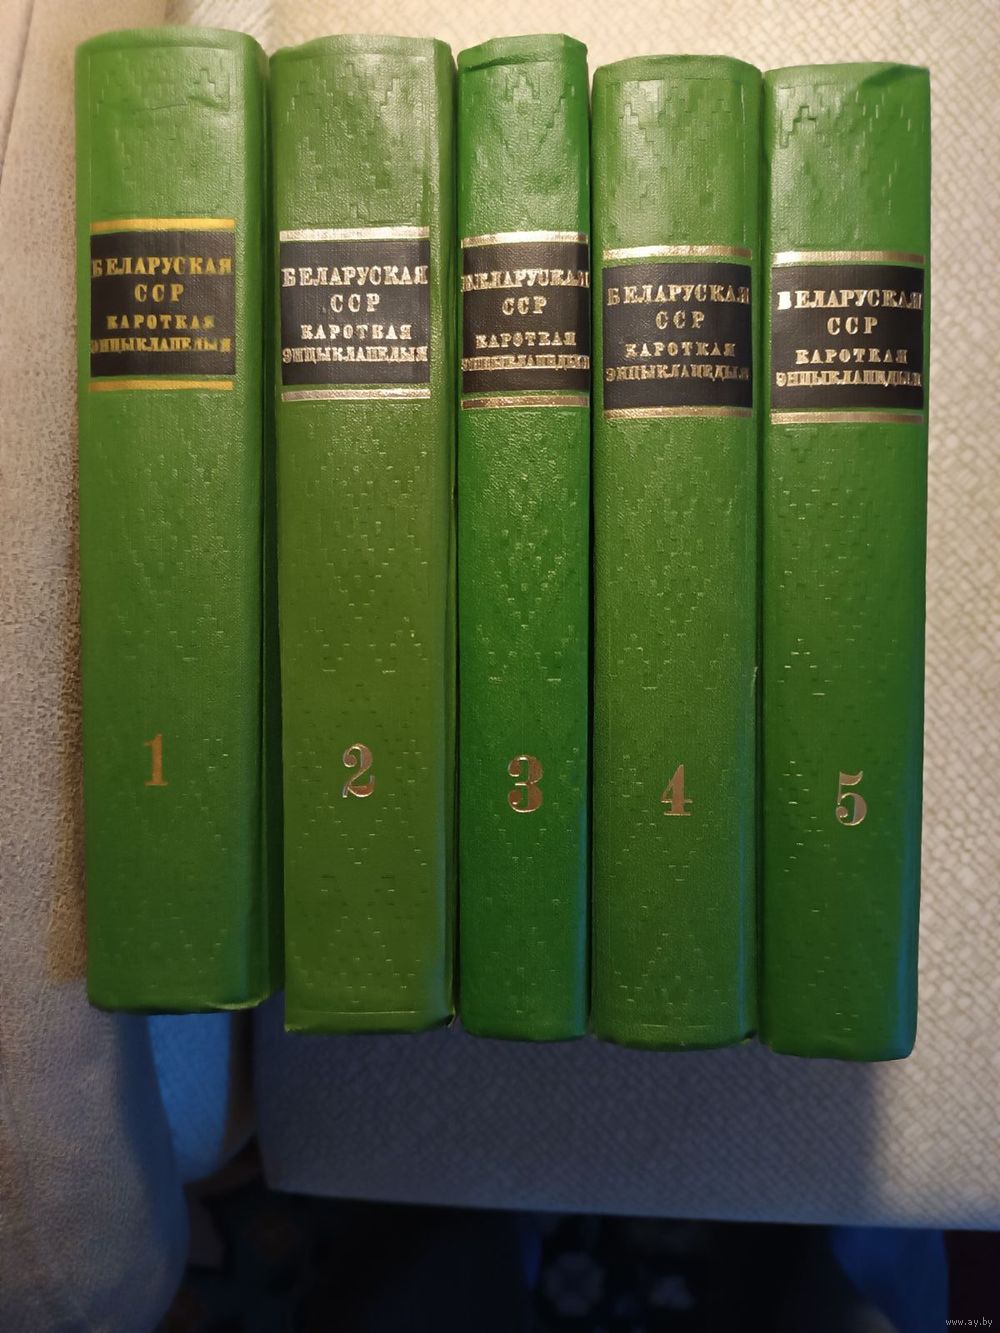 БЕЛАРУСКАЯ
ССР
КАРОТКАЯ
ЭНЦЫКЛАПЕДЫЯ
1
БЕЛАРУСКАЯ
ССР
КАРОТКАЯ
ЭНЦЫКЛАПЕДЫЯ
2
БЕЛАРУСКАЯ
ССР
КАРОТКАЯ
ЭНЦЫКЛАПЕДЫЯ
3
БЕЛАРУСКАЯ
ССР
КАРОТКАЯ
ЭНЦЫКЛАПЕДЫЯ
4
БЕЛАРУСКАЯ
ССР
КАРОТКАЯ
ЭНЦЫКЛАПЕДЫЯ
5
www.ay.by